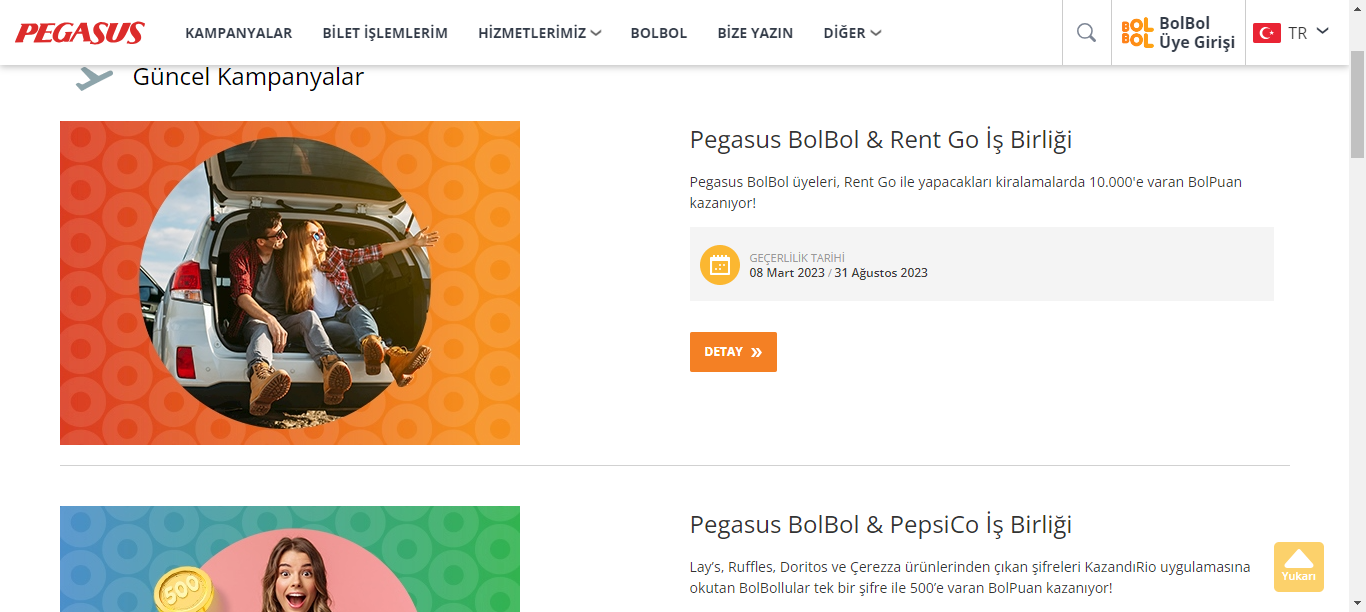 PEGASUS
KAMPANYALAR
BİLET İŞLEMLERİM
HİZMETLERİMİZ
BOLBOL
BİZE YAZIN
DİĞER
BOL
BOL
BolBol
Üye Girişi
TR
Güncel Kampanyalar
Pegasus BolBol & Rent Go İş Birliği
Pegasus BolBol üyeleri, Rent Go ile yapacakları kiralamalarda 10.000'e varan BolPuan
kazanıyor!
GEÇERLİLİK TARİHİ
08 Mart 2023 / 31 Ağustos 2023
DETAY »
500
Pegasus BolBol & PepsiCo İş Birliği
Lay’s, Ruffles, Doritos ve Çerezza ürünlerinden çıkan şifreleri KazandıRio uygulamasına
okutan BolBollular tek bir şifre ile 500’e varan BolPuan kazanıyor!
Yukarı